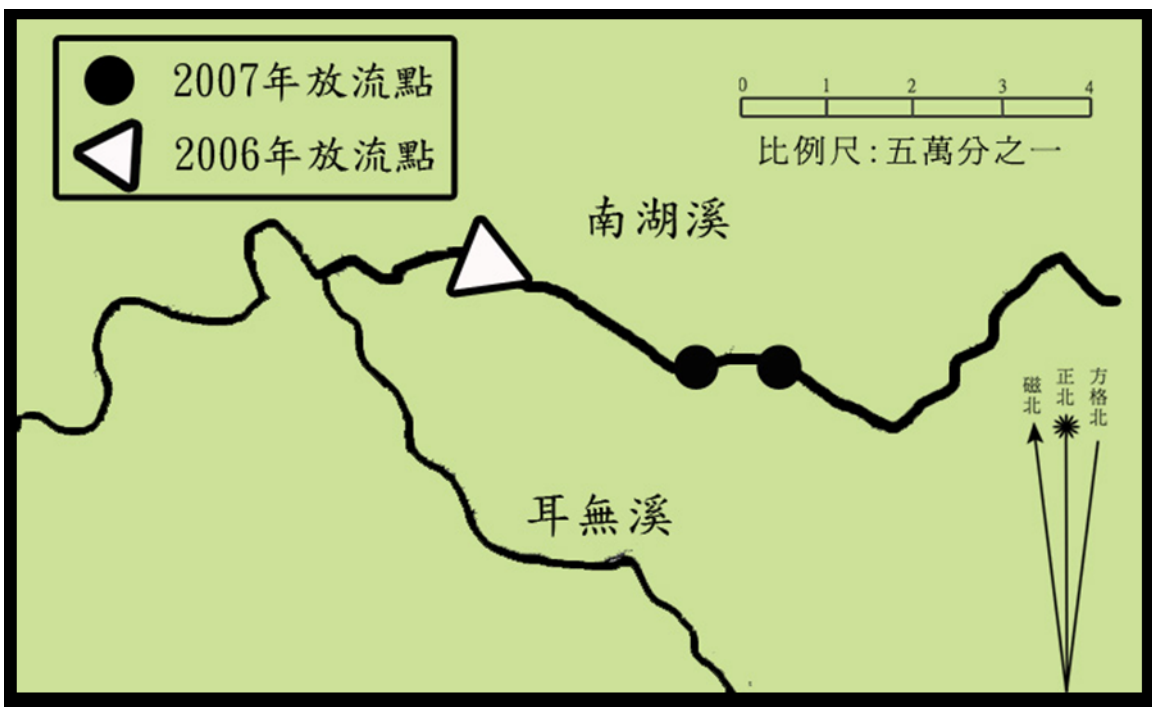 2007年放流點
2006年放流點
0 1 2 3 4
比例尺:五萬分之一
南湖溪
磁北
正北
方格北
耳無溪